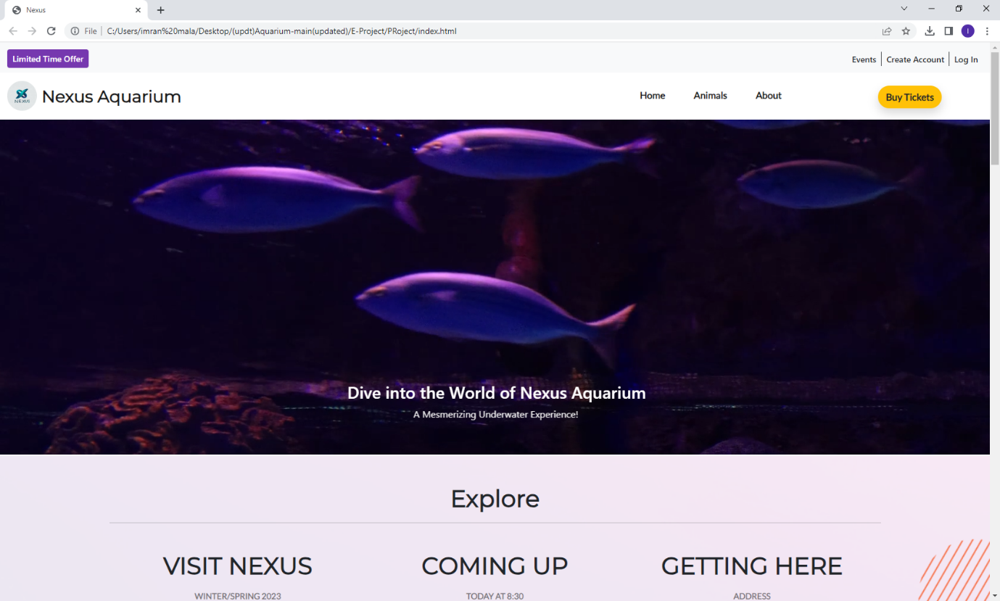 Nexus
File C:/Users/imran%20mala/Desktop/(updt)Aquarium-main(updated)/E-Project/PRoject/index.html
I
Limited Time Offer
Events Create Account Log In
NEXUS
Nexus Aquarium
Home Animals About Buy Tickets
Dive into the World of Nexus Aquarium
A Mesmerizing Underwater Experience!
Explore
VISIT NEXUS COMING UP GETTING HERE
WINTER/SPRING 2023 TODAY AT 8:30 ADDRESS